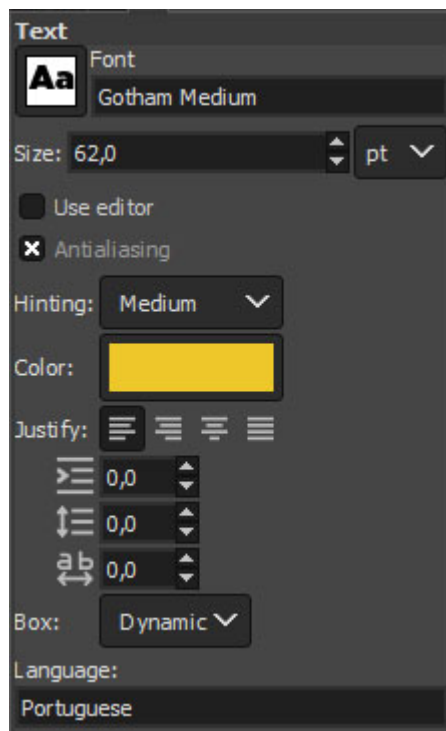 Text
Font
Aa
Gotham Medium
Size: 62,0 pt
Use editor
Antialiasing
Hinting: Medium
Color:
Justify:
0,0
0,0
ab 0,0
Box: Dynamic
Language:
Portuguese